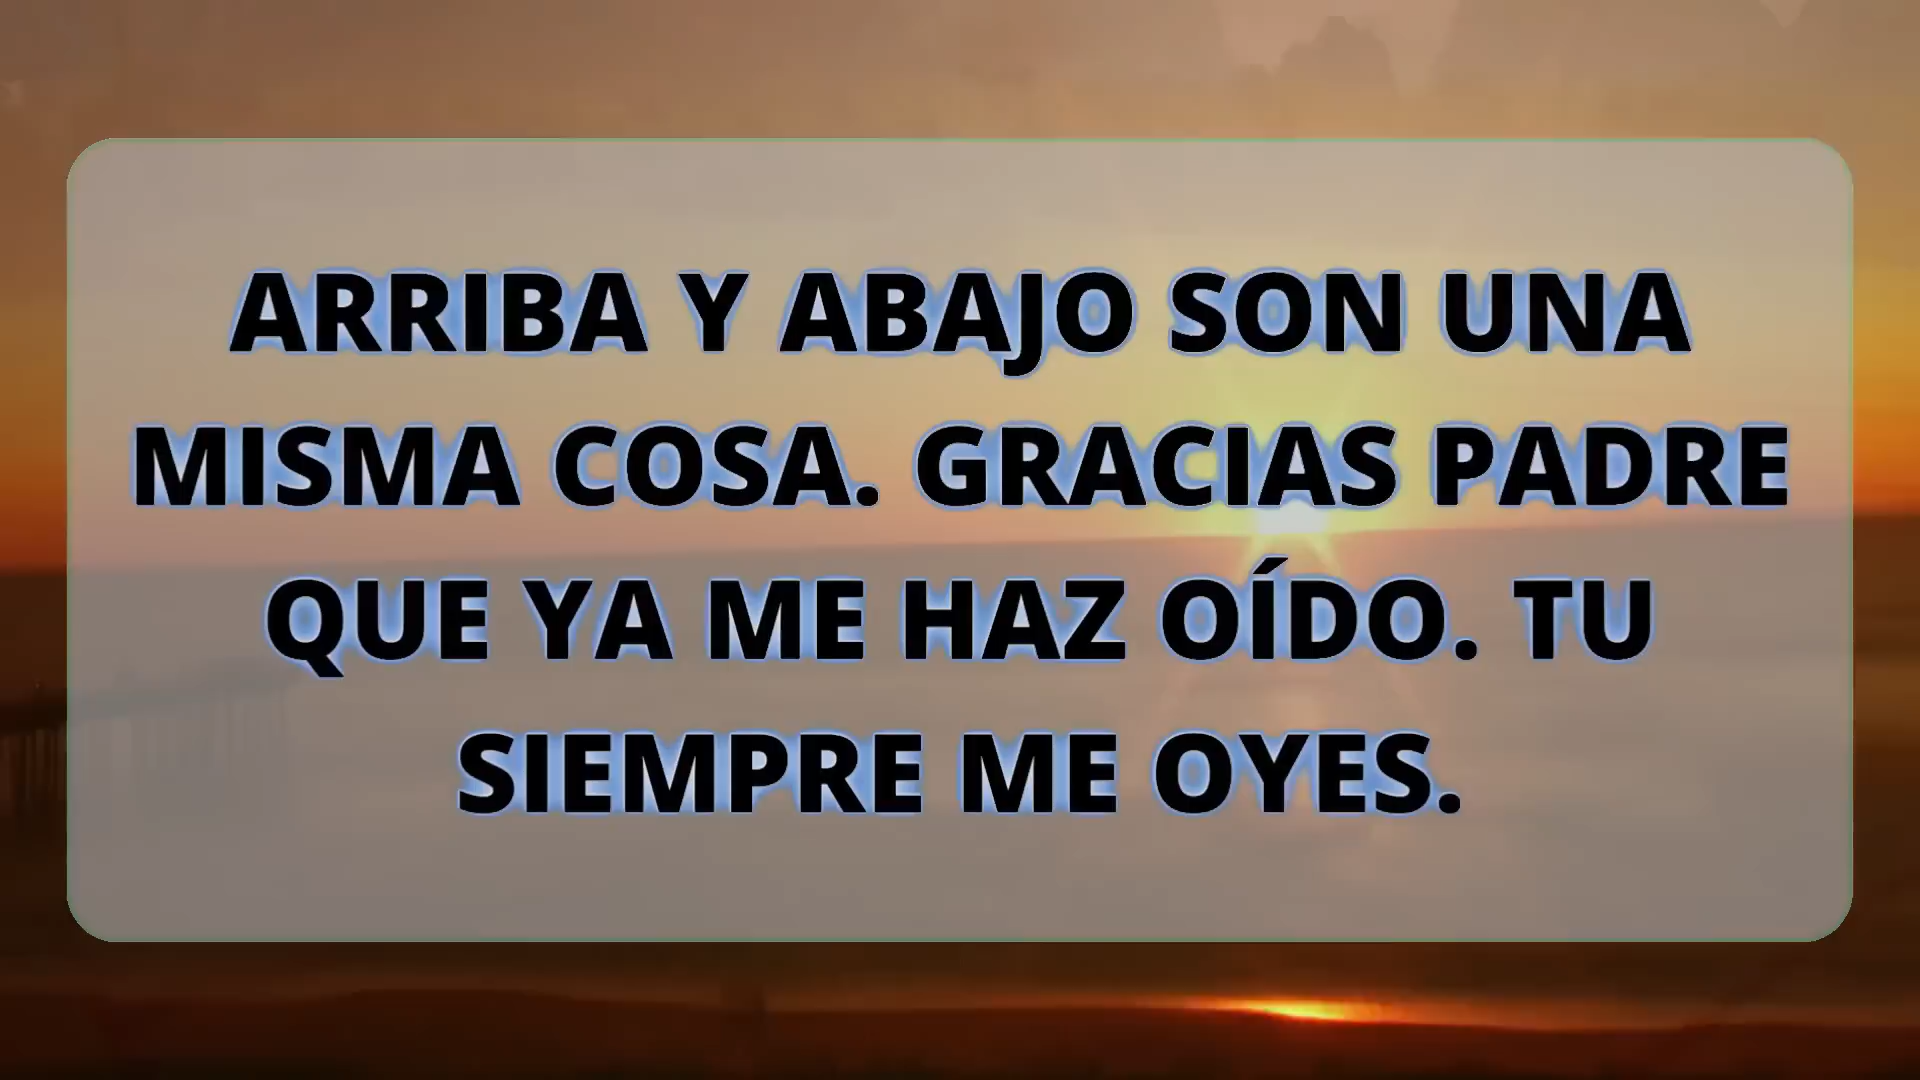 ARRIBA Y ABAJO SON UNA
MISMA COSA. GRACIAS PADRE
QUE YA ME HAZ OÍDO. TU
SIEMPRE ME OYES.